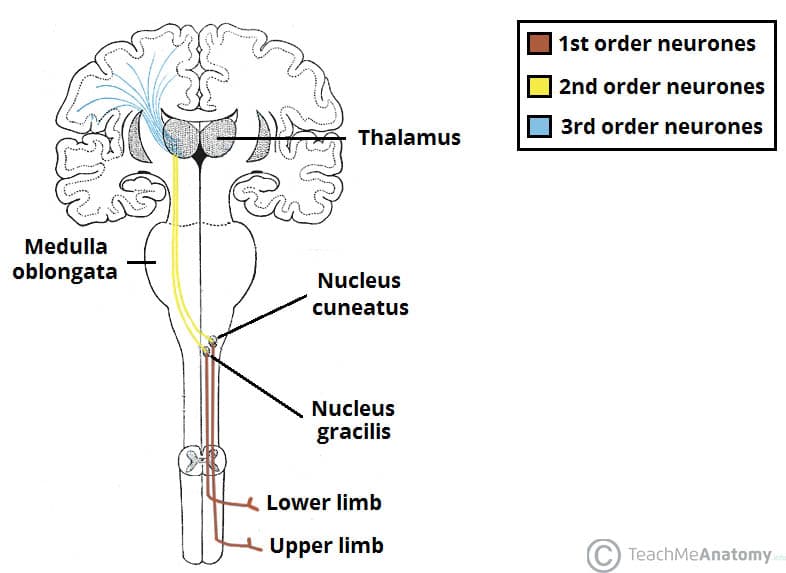 1st order neurones
2nd order neurones
3rd order neurones
Thalamus
Medulla
oblongata
Nucleus
cuneatus
Nucleus
gracilis
Lower limb
Upper limb
© TeachMeAnatomy